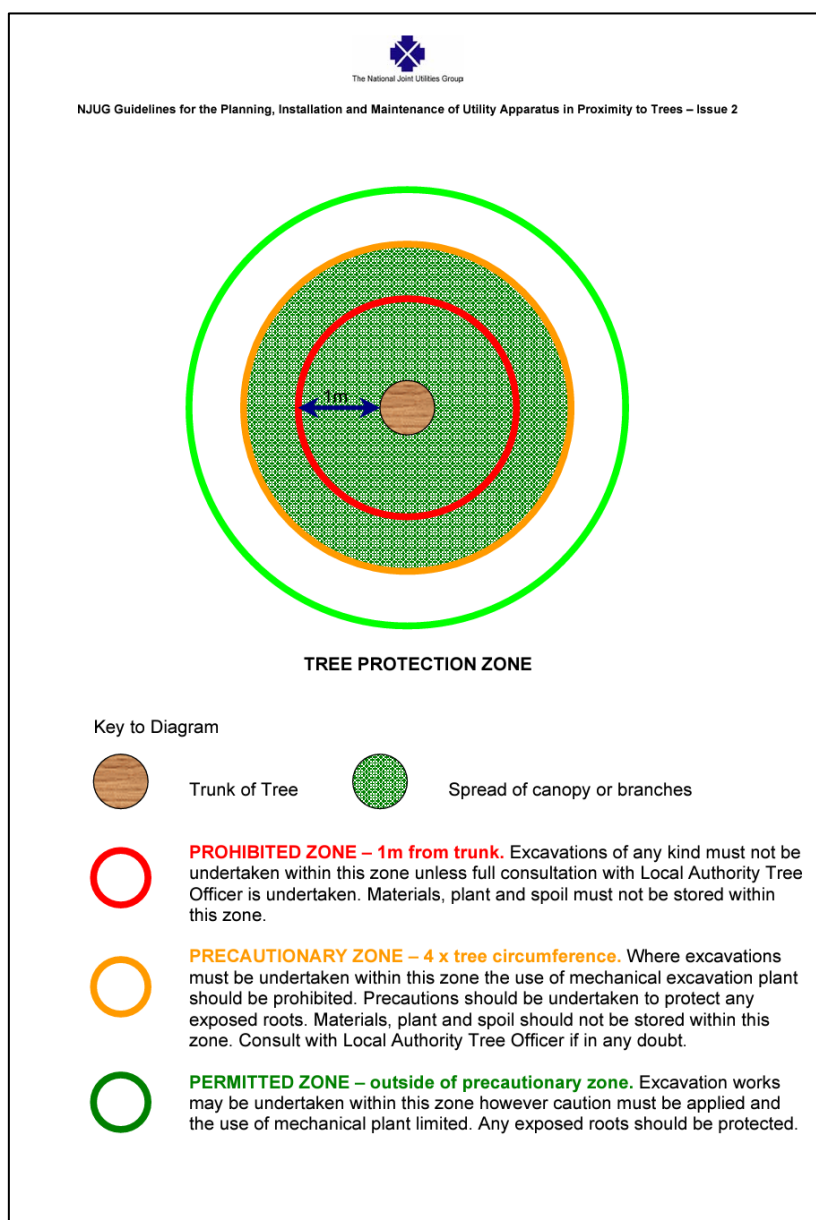 The National Joint Utilities Group
NJUG Guidelines for the Planning, Installation and Maintenance of Utility Apparatus in Proximity to Trees – Issue 2
1m
TREE PROTECTION ZONE
Key to Diagram
Trunk of Tree
Spread of canopy or branches
PROHIBITED ZONE – 1m from trunk. Excavations of any kind must not be
undertaken within this zone unless full consultation with Local Authority Tree
Officer is undertaken. Materials, plant and spoil must not be stored within
this zone.
PRECAUTIONARY ZONE – 4 x tree circumference. Where excavations
must be undertaken within this zone the use of mechanical excavation plant
should be prohibited. Precautions should be undertaken to protect any
exposed roots. Materials, plant and spoil should not be stored within this
zone. Consult with Local Authority Tree Officer if in any doubt.
PERMITTED ZONE – outside of precautionary zone. Excavation works
may be undertaken within this zone however caution must be applied and
the use of mechanical plant limited. Any exposed roots should be protected.